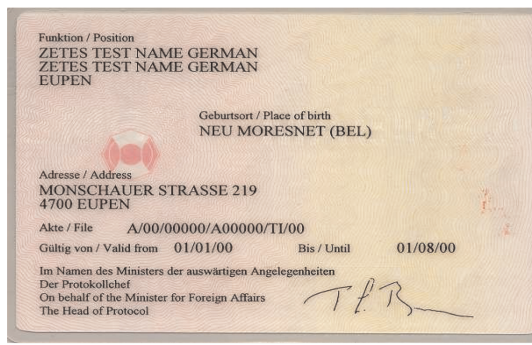 Funktion / Position
ZETES TEST NAME GERMAN
ZETES TEST NAME GERMAN
EUPEN
Geburtsort / Place of birth
NEU MORESNET (BEL)
Adresse / Address
MONSCHAUER STRASSE 219
4700 EUPEN
Akte / File A/00/00000/A00000/TI/00
Gültig von / Valid from 01/01/00 Bis / Until 01/08/00
Im Namen des Ministers der auswärtigen Angelegenheiten
Der Protokollchef
On behalf of the Minister for Foreign Affairs
The Head of Protocol